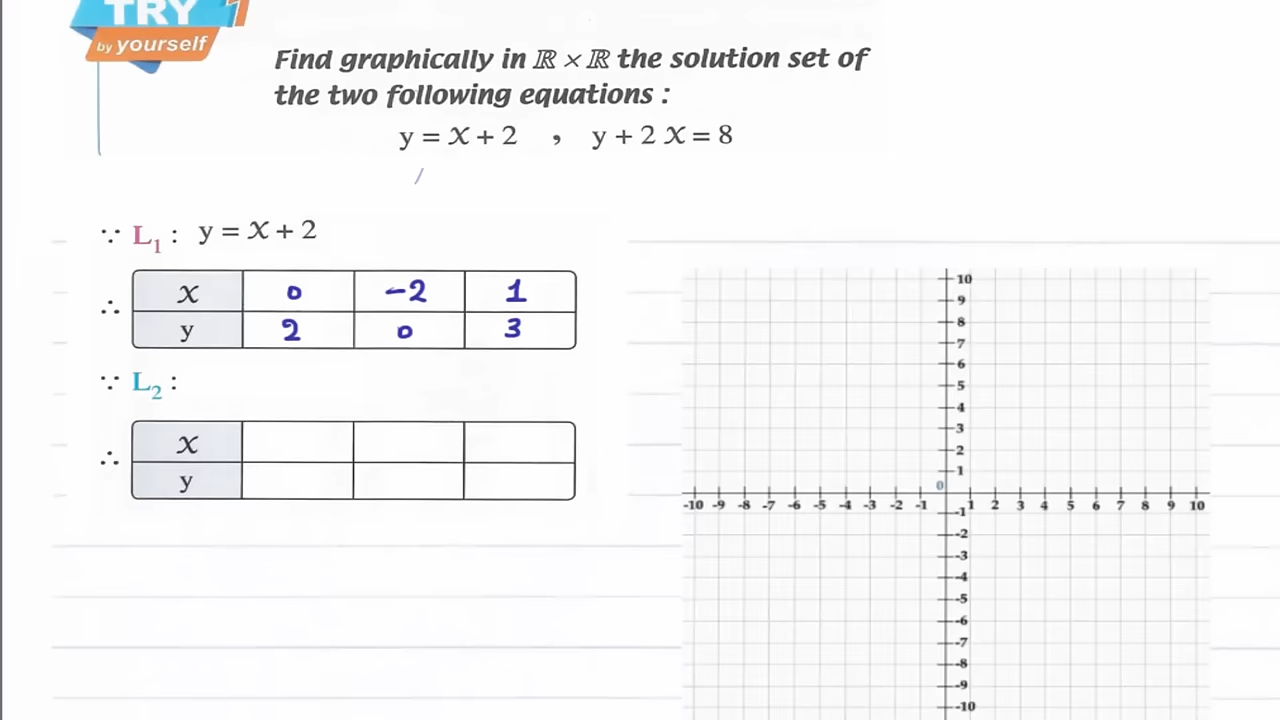 TRY 1
by yourself
Find graphically in ℝ × ℝ the solution set of
the two following equations :
y = x + 2 , y + 2 x = 8
∵ L₁ : y = x + 2
∴ x 0 -2 1
y 2 0 3
∵ L₂ :
∴ x
y
10
9
8
7
6
5
4
3
2
1
0
-10 -9 -8 -7 -6 -5 -4 -3 -2 -1 1 2 3 4 5 6 7 8 9 10
-1
-2
-3
-4
-5
-6
-7
-8
-9
-10